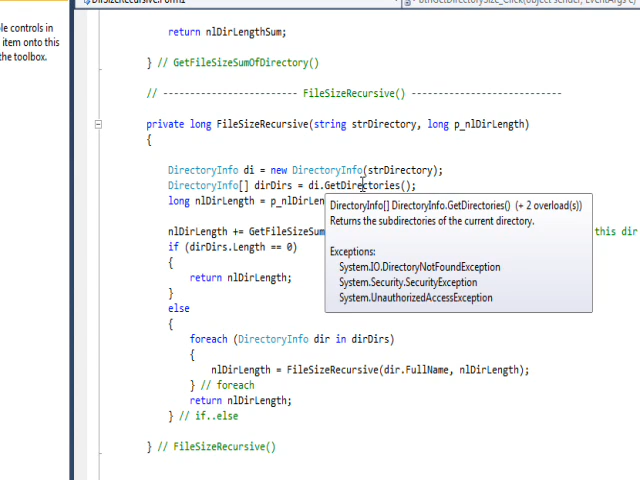 le controls in
item onto this
the toolbox.
return nlDirLengthSum;
} // GetFileSizeSumOfDirectory()
// ------------------------- FileSizeRecursive() ----------------------------
private long FileSizeRecursive(string strDirectory, long p_nlDirLength)
{
DirectoryInfo di = new DirectoryInfo(strDirectory);
DirectoryInfo[] dirDirs = di.GetDirectories();
long nlDirLength = p_nlDirLen
DirectoryInfo[] DirectoryInfo.GetDirectories() (+ 2 overload(s))
Returns the subdirectories of the current directory.
Exceptions:
System.IO.DirectoryNotFoundException
System.Security.SecurityException
System.UnauthorizedAccessException
nlDirLength += GetFileSizeSum this dir
if (dirDirs.Length == 0)
{
return nlDirLength;
}
else
{
foreach (DirectoryInfo dir in dirDirs)
{
nlDirLength = FileSizeRecursive(dir.FullName, nlDirLength);
} // foreach
return nlDirLength;
} // if..else
} // FileSizeRecursive()